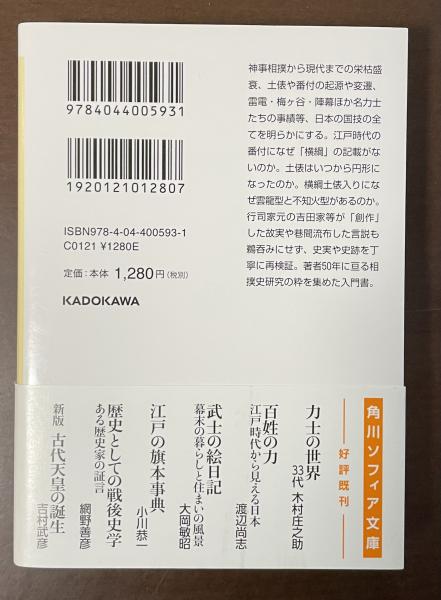 神事相撲から現代までの栄枯盛
衰、土俵や番付の起源や変遷、
雷電・梅ヶ谷・陣幕ほか名力士
たちの事績等、日本の国技の全
てを明らかにする。江戸時代の
番付になぜ「横綱」の記載がな
いのか。土俵はいつから円形に
なったのか。横綱土俵入りにな
ぜ雲龍型と不知火型があるのか。
行司家元の吉田家等が「創作」
した故実や巷間流布した言説も
鵜呑みにせず、史実や史跡を丁
寧に再検証。著者50年に亘る相
撲史研究の粋を集めた入門書。
9784044005931
1920121012807
ISBN978-4-04-400593-1
C0121 ¥1280E
定価：本体 1,280円（税別）
KADOKAWA
角川ソフィア文庫
好評既刊
力士の世界
33代 木村庄之助
百姓の力
江戸時代から見える日本
渡辺尚志
武士の絵日記
幕末の暮らしと住まいの風景
大岡敏昭
江戸の旗本事典
小川恭一
歴史としての戦後史学
ある歴史家の証言
網野善彦
新版 古代天皇の誕生
吉村武彦